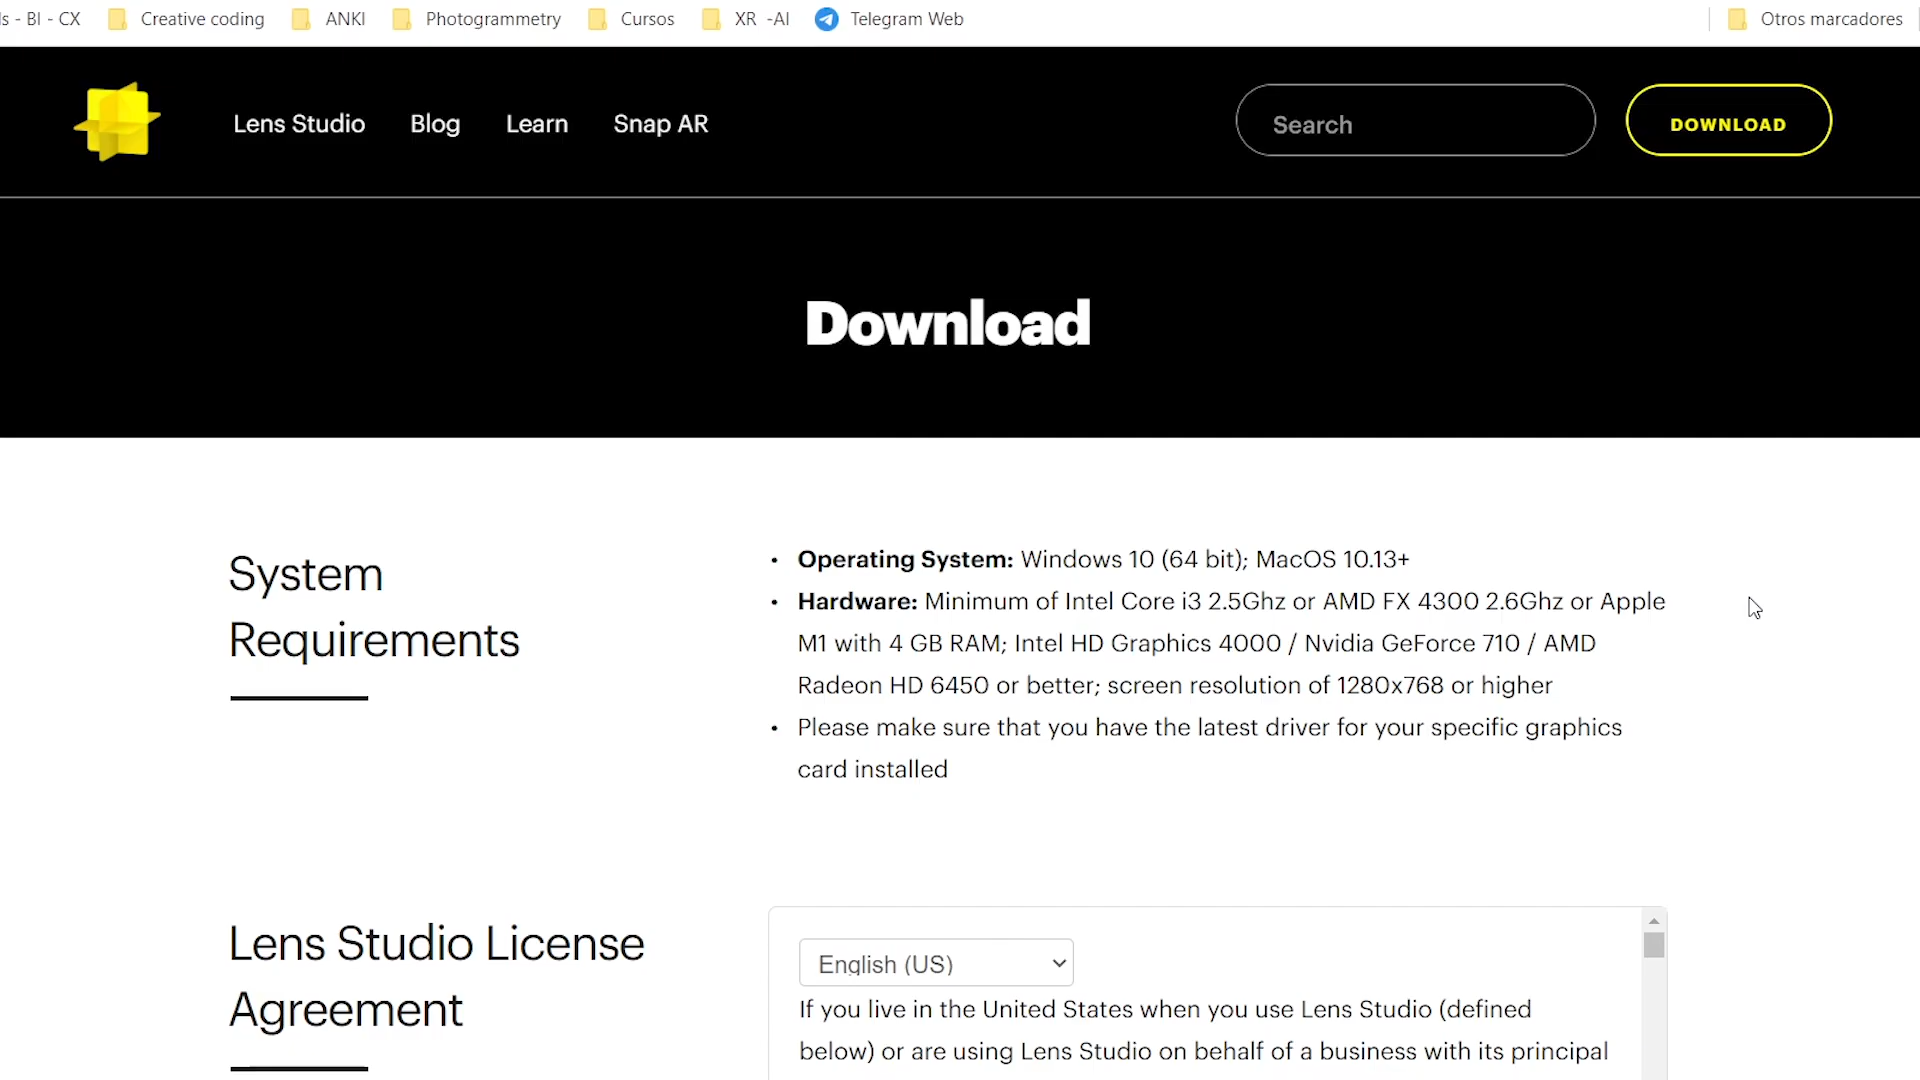 - BI - CX Creative coding ANKI Photogrammetry Cursos XR -AI Telegram Web Otros marcadores
Lens Studio Blog Learn Snap AR Search DOWNLOAD
Download
System
Requirements
• Operating System: Windows 10 (64 bit); MacOS 10.13+
• Hardware: Minimum of Intel Core i3 2.5Ghz or AMD FX 4300 2.6Ghz or Apple
M1 with 4 GB RAM; Intel HD Graphics 4000 / Nvidia GeForce 710 / AMD
Radeon HD 6450 or better; screen resolution of 1280x768 or higher
• Please make sure that you have the latest driver for your specific graphics
card installed
Lens Studio License
Agreement
English (US)
If you live in the United States when you use Lens Studio (defined
below) or are using Lens Studio on behalf of a business with its principal